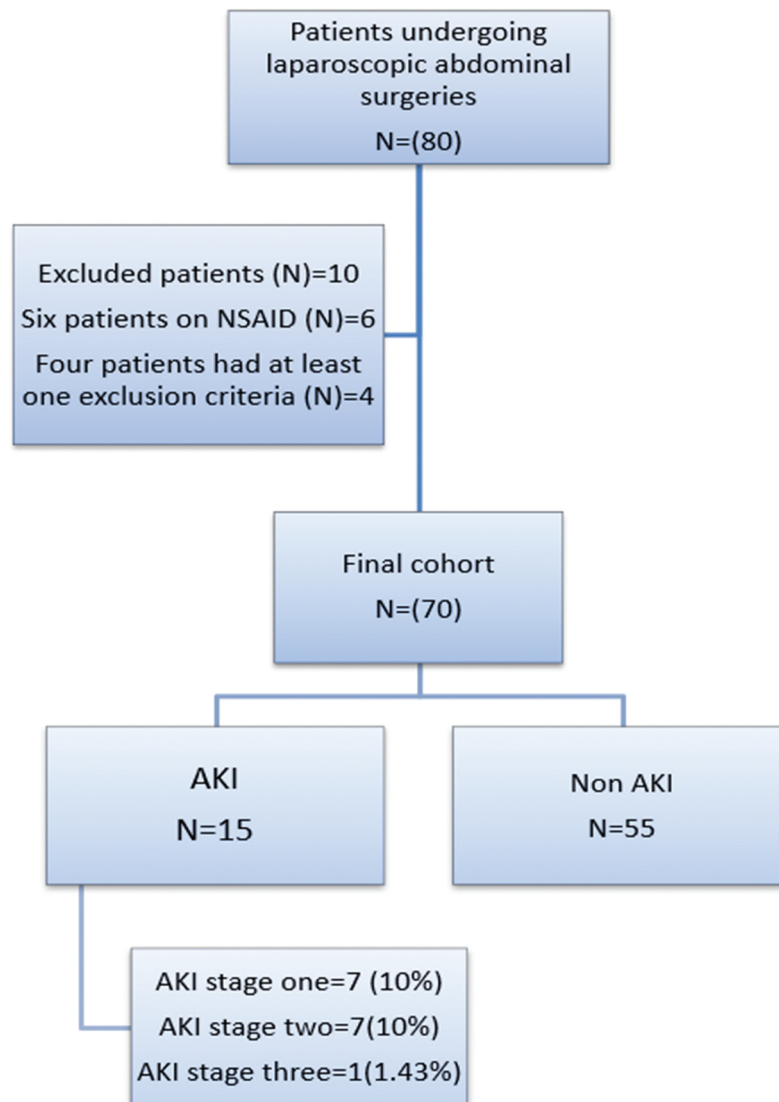 Patients undergoing
laparoscopic abdominal
surgeries
N=(80)
Excluded patients (N)=10
Six patients on NSAID (N)=6
Four patients had at least
one exclusion criteria (N)=4
Final cohort
N=(70)
AKI
N=15
Non AKI
N=55
AKI stage one=7 (10%)
AKI stage two=7(10%)
AKI stage three=1(1.43%)